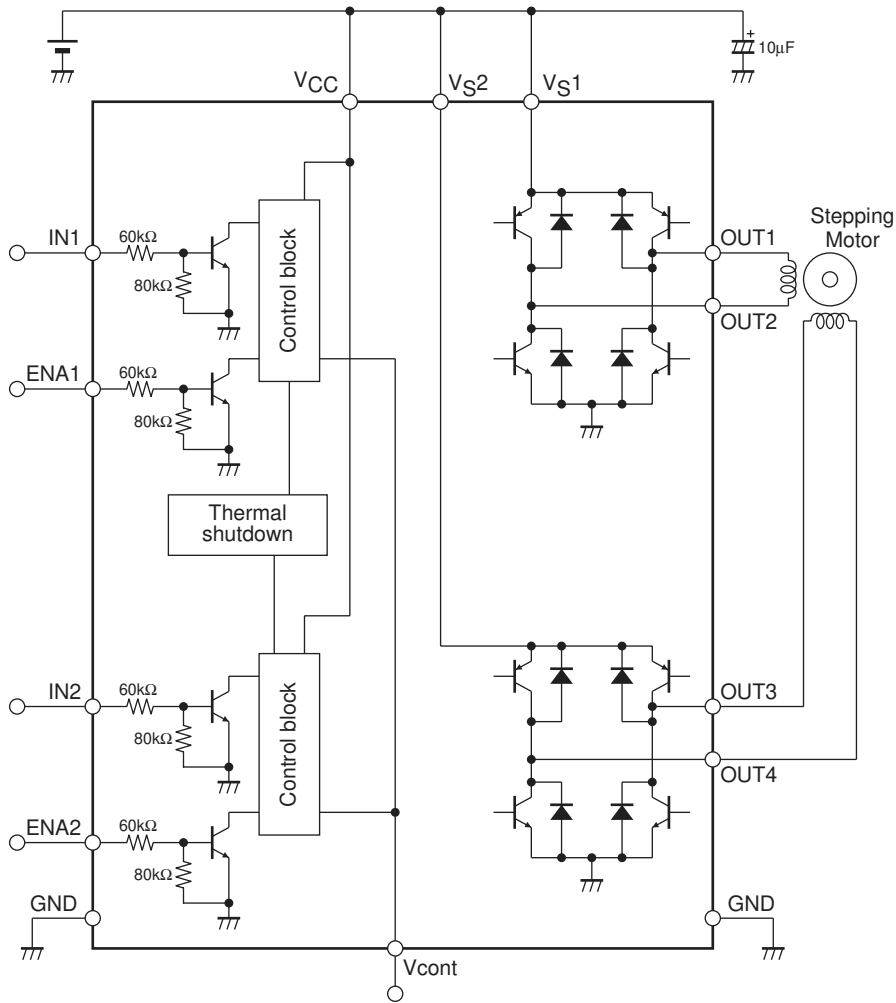 10μF
VCC
VS2
VS1
IN1
60kΩ
80kΩ
Control block
OUT1
Stepping
Motor
OUT2
ENA1
60kΩ
80kΩ
Thermal
shutdown
IN2
60kΩ
80kΩ
Control block
OUT3
OUT4
ENA2
60kΩ
80kΩ
GND
GND
Vcont